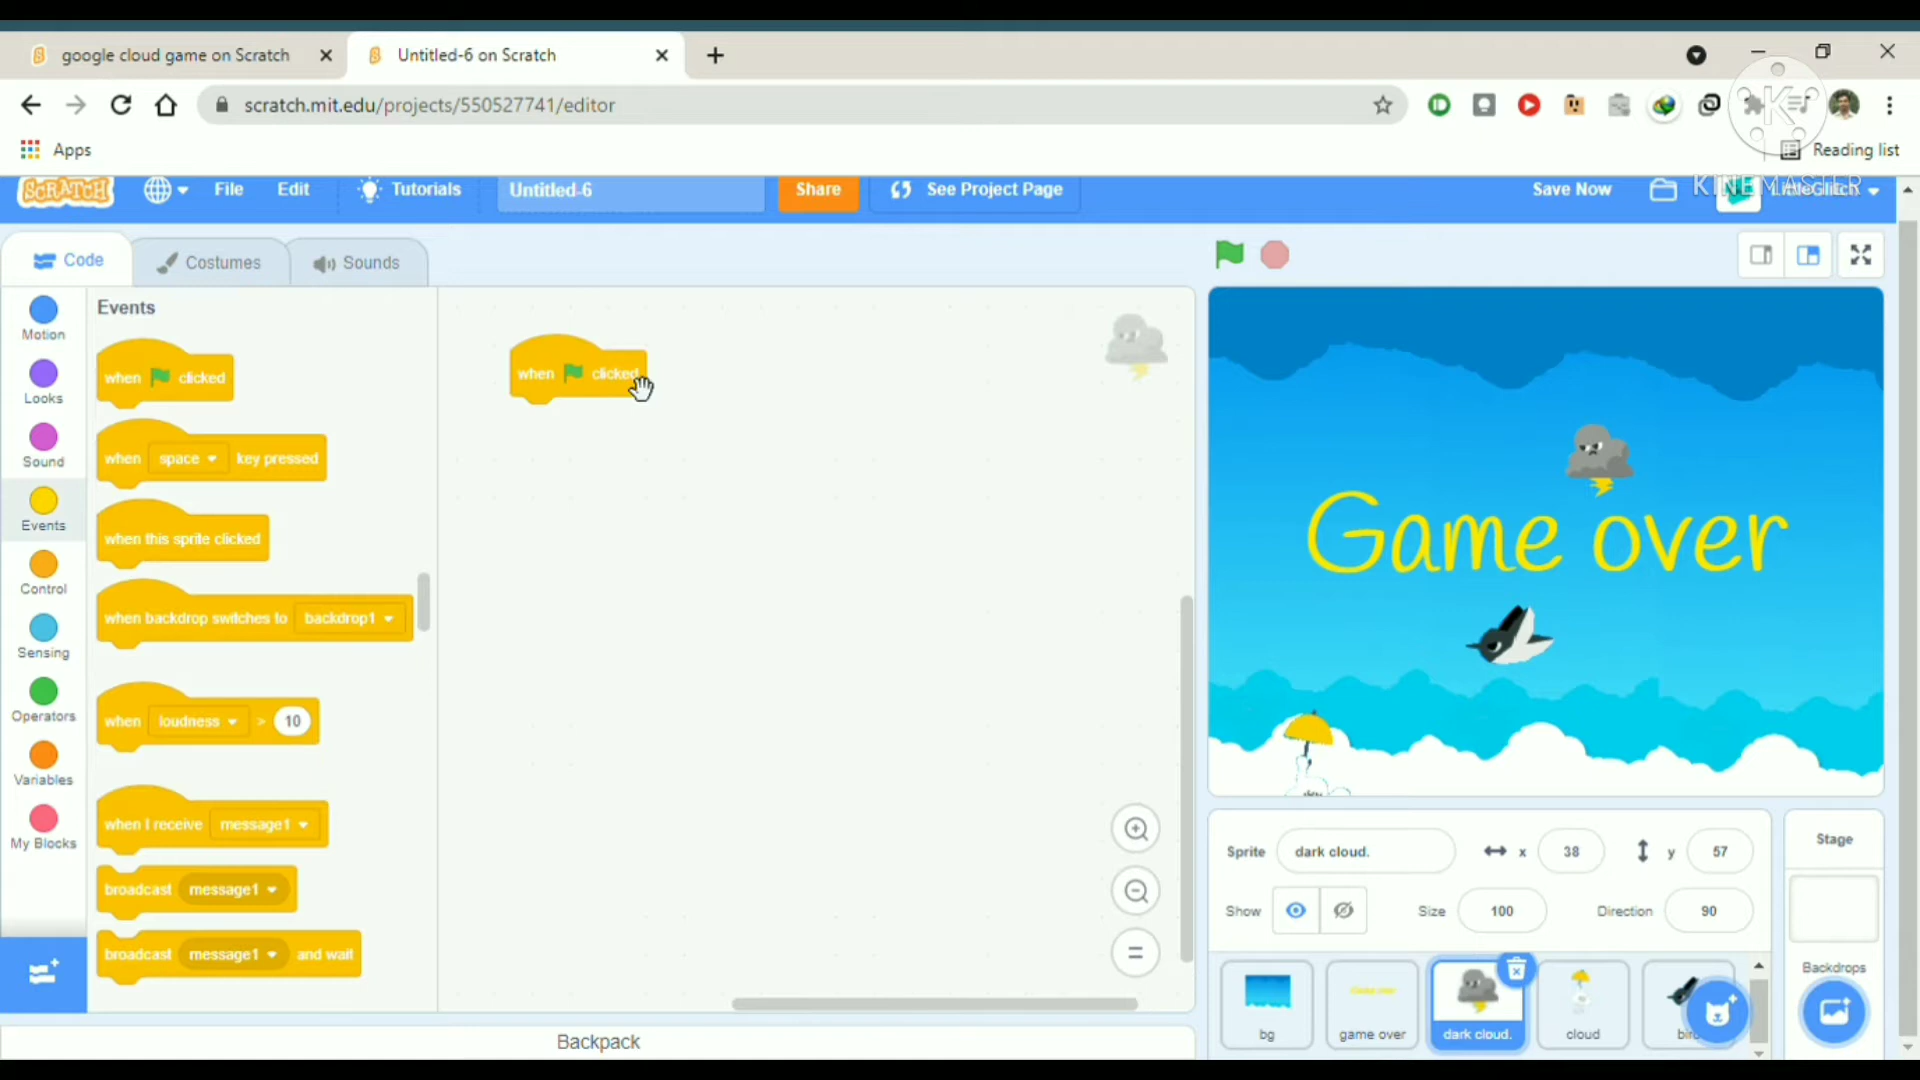 google cloud game on Scratch
Untitled-6 on Scratch
scratch.mit.edu/projects/550527741/editor
Apps
Reading list
SCRATCH
File
Edit
Tutorials
Untitled-6
Share
See Project Page
Save Now
KINEMASTER
Code
Costumes
Sounds
Motion
Looks
Sound
Events
Control
Sensing
Operators
Variables
My Blocks
Events
when clicked
when space key pressed
when this sprite clicked
when backdrop switches to backdrop1
when loudness > 10
when I receive message1
broadcast message1
broadcast message1 and wait
when clicked
Backpack
Game over
Sprite dark cloud. x 38 y 57
Show Size 100 Direction 90
bg
game over
dark cloud.
cloud
Stage
Backdrops